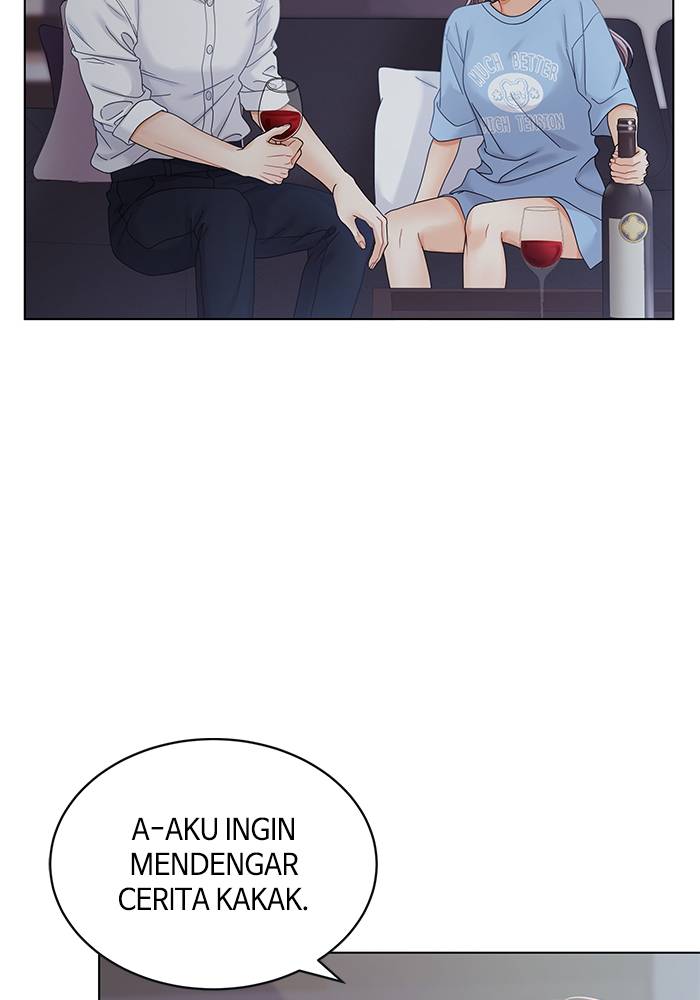 MUCH BETTER
HIGH TENSION
A-AKU INGIN
MENDENGAR
CERITA KAKAK.